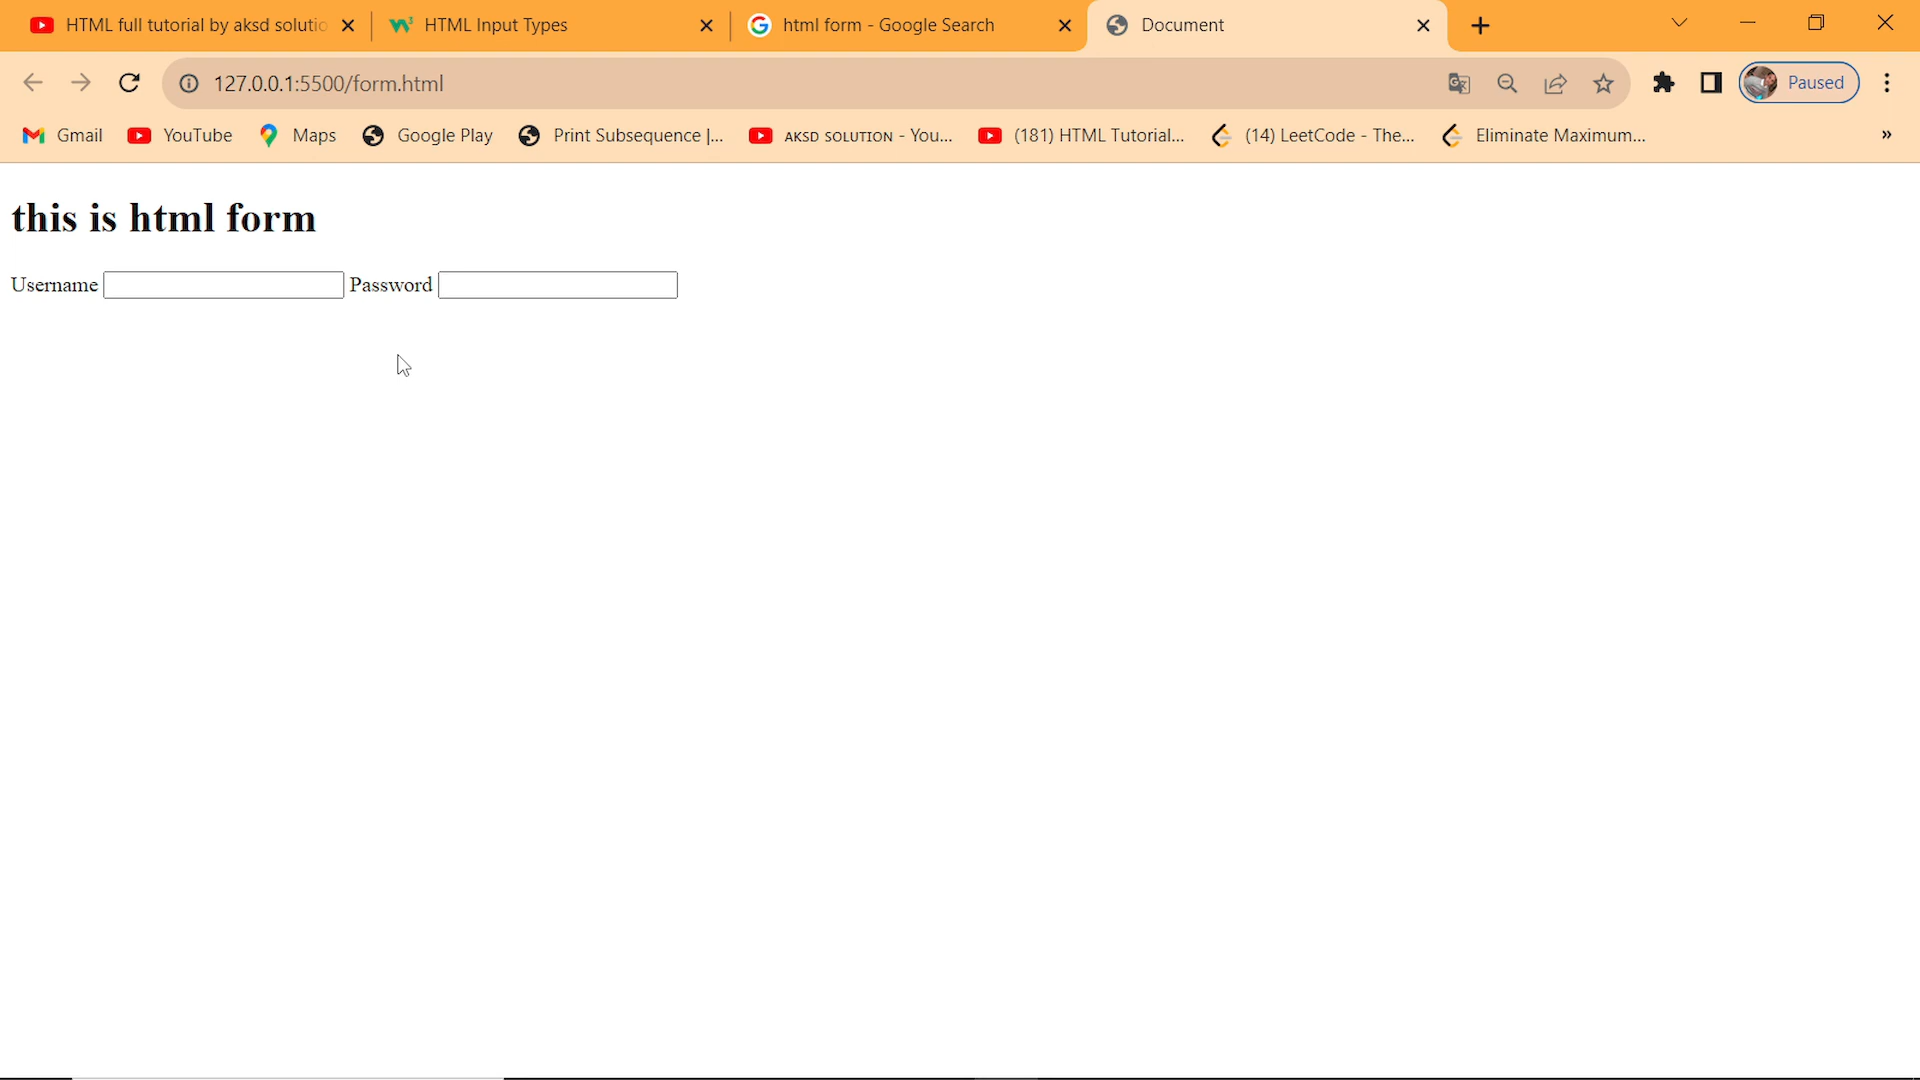 HTML full tutorial by aksd solutio
HTML Input Types
html form - Google Search
Document
127.0.0.1:5500/form.html
Paused
Gmail
YouTube
Maps
Google Play
Print Subsequence |...
AKSD SOLUTION - You...
(181) HTML Tutorial...
(14) LeetCode - The...
Eliminate Maximum...
»
this is html form
Username Password